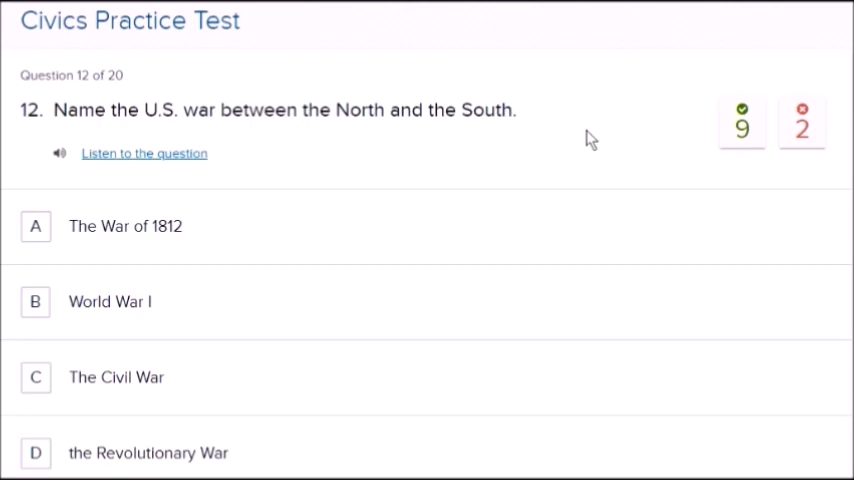 Civics Practice Test
Question 12 of 20
12. Name the U.S. war between the North and the South.
9 2
Listen to the question
A The War of 1812
B World War I
C The Civil War
D the Revolutionary War